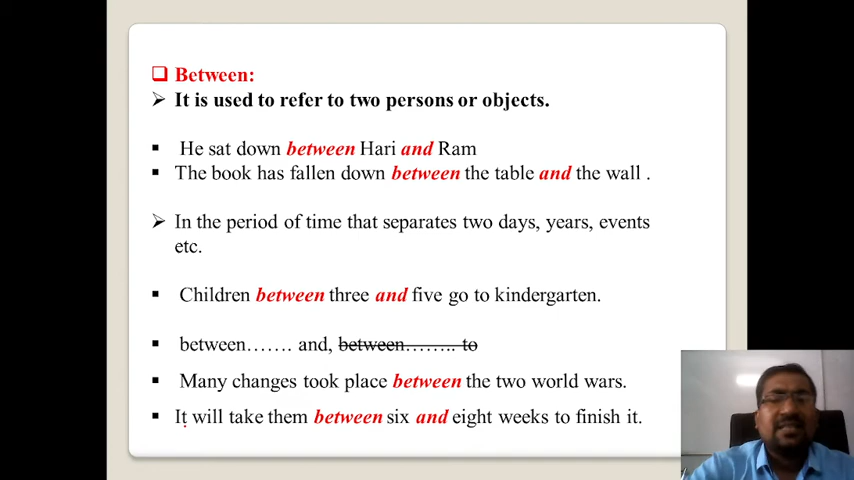 Between:
It is used to refer to two persons or objects.
He sat down between Hari and Ram
The book has fallen down between the table and the wall .
In the period of time that separates two days, years, events
etc.
Children between three and five go to kindergarten.
between……. and, between…….. to
Many changes took place between the two world wars.
It will take them between six and eight weeks to finish it.